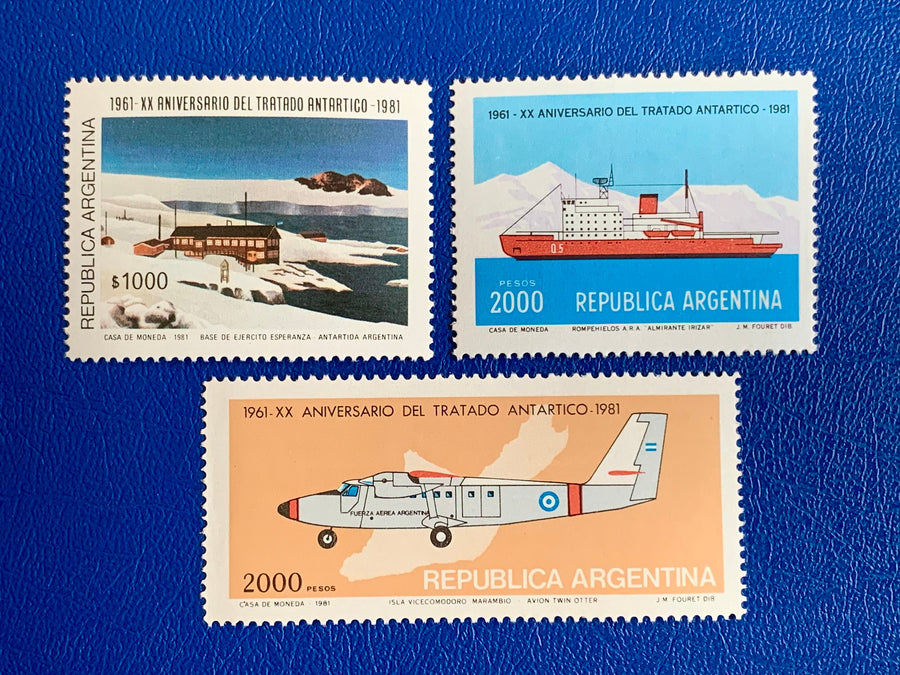 1961-XX ANIVERSARIO DEL TRATADO ANTARTICO-1981
REPUBLICA ARGENTINA
$1000
CASA DE MONEDA - 1981 BASE DE EJERCITO ESPERANZA - ANTARTIDA ARGENTINA
1961 - XX ANIVERSARIO DEL TRATADO ANTARTICO - 1981
Q.5
PESOS
2000 REPUBLICA ARGENTINA
CASA DE MONEDA ROMPEHIELOS A.R.A. "ALMIRANTE IRIZAR" J.M. FOURET DIB.
1961-XX ANIVERSARIO DEL TRATADO ANTARTICO-1981
FUERZA AEREA ARGENTINA
2000 PESOS REPUBLICA ARGENTINA
CASA DE MONEDA - 1981 ISLA VICECOMODORO MARAMBIO - AVION TWIN OTTER J.M. FOURET DIB.